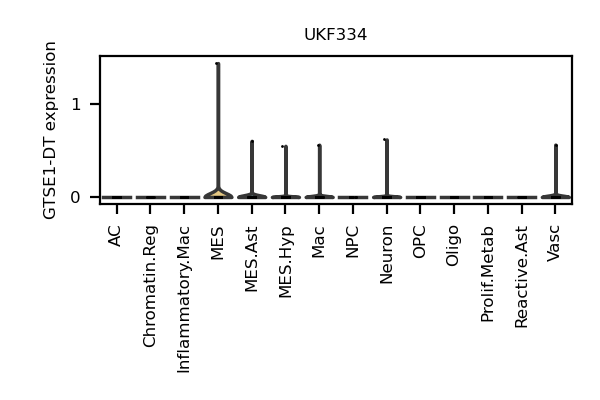 UKF334
GTSE1-DT expression
1
0
AC
Chromatin.Reg
Inflammatory.Mac
MES
MES.Ast
MES.Hyp
Mac
NPC
Neuron
OPC
Oligo
Prolif.Metab
Reactive.Ast
Vasc